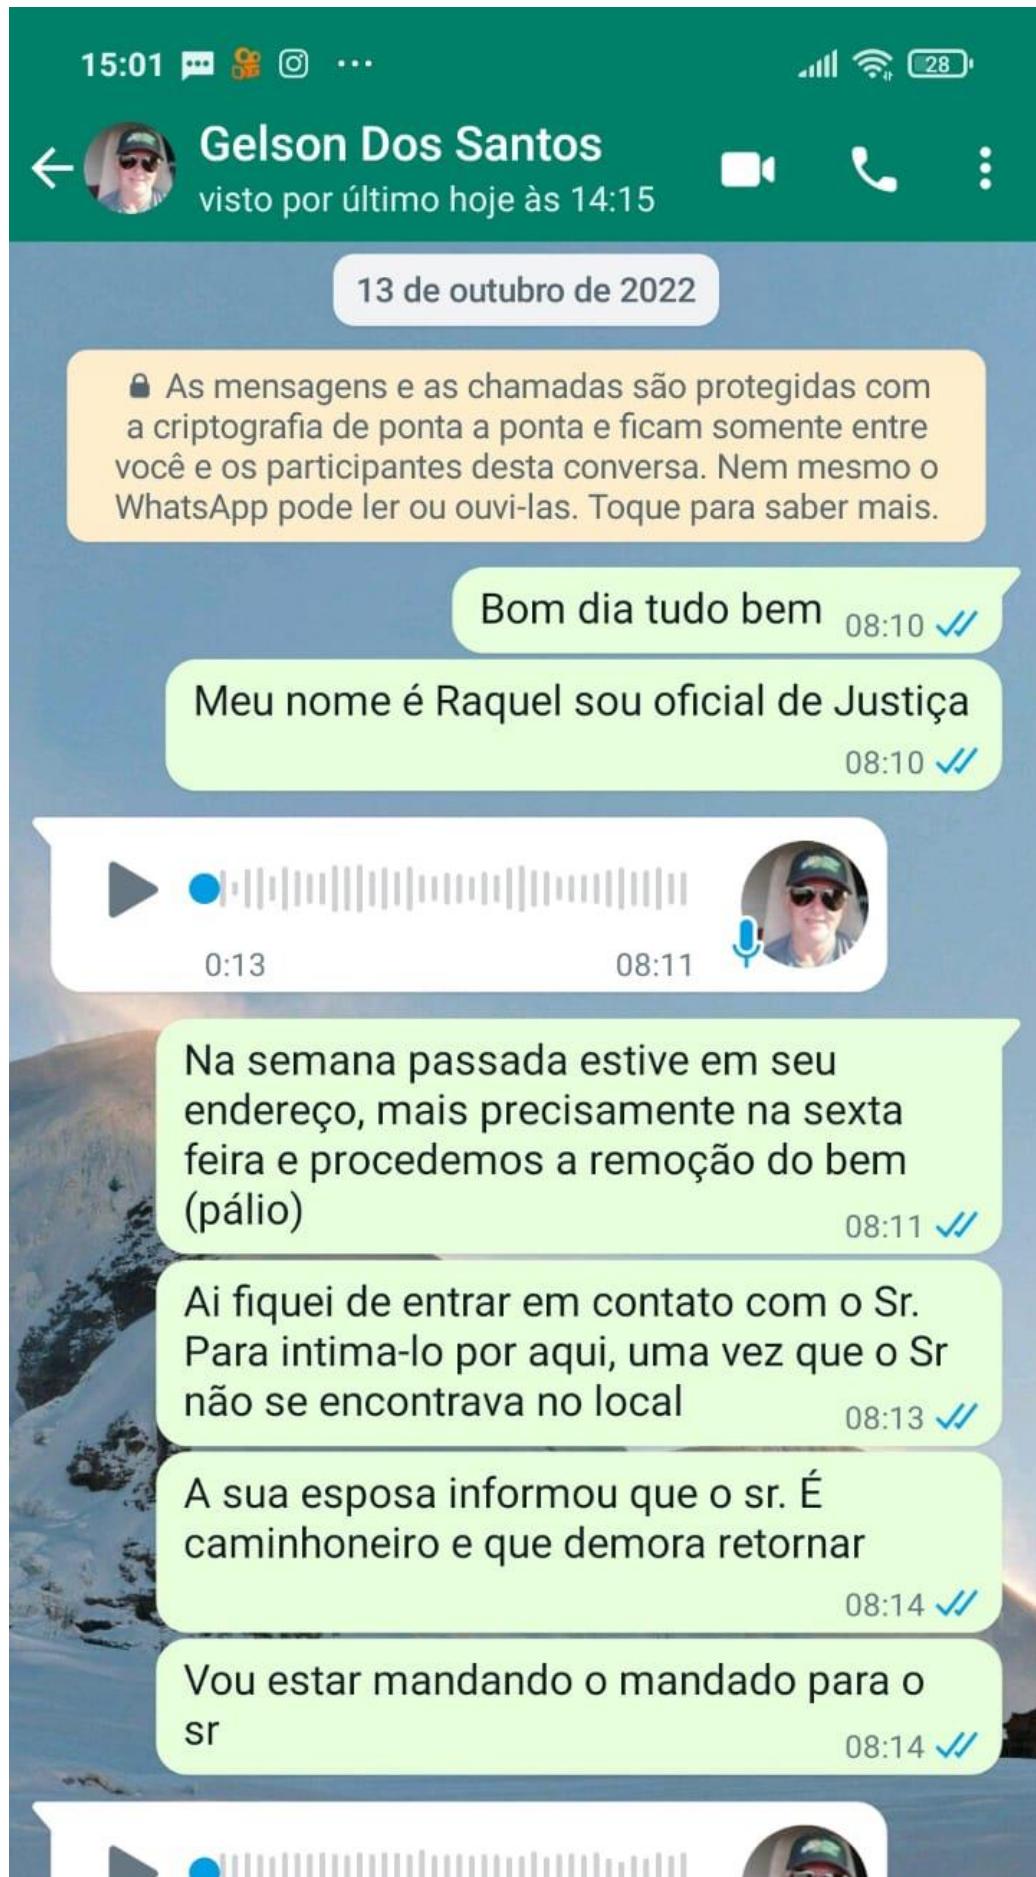 15:01
28
Gelson Dos Santos
visto por último hoje às 14:15
13 de outubro de 2022
As mensagens e as chamadas são protegidas com
a criptografia de ponta a ponta e ficam somente entre
você e os participantes desta conversa. Nem mesmo o
WhatsApp pode ler ou ouvi-las. Toque para saber mais.
Bom dia tudo bem 08:10
Meu nome é Raquel sou oficial de Justiça
08:10
0:13 08:11
Na semana passada estive em seu
endereço, mais precisamente na sexta
feira e procedemos a remoção do bem
(pálio) 08:11
Ai fiquei de entrar em contato com o Sr.
Para intima-lo por aqui, uma vez que o Sr
não se encontrava no local 08:13
A sua esposa informou que o sr. É
caminhoneiro e que demora retornar
08:14
Vou estar mandando o mandado para o
sr 08:14